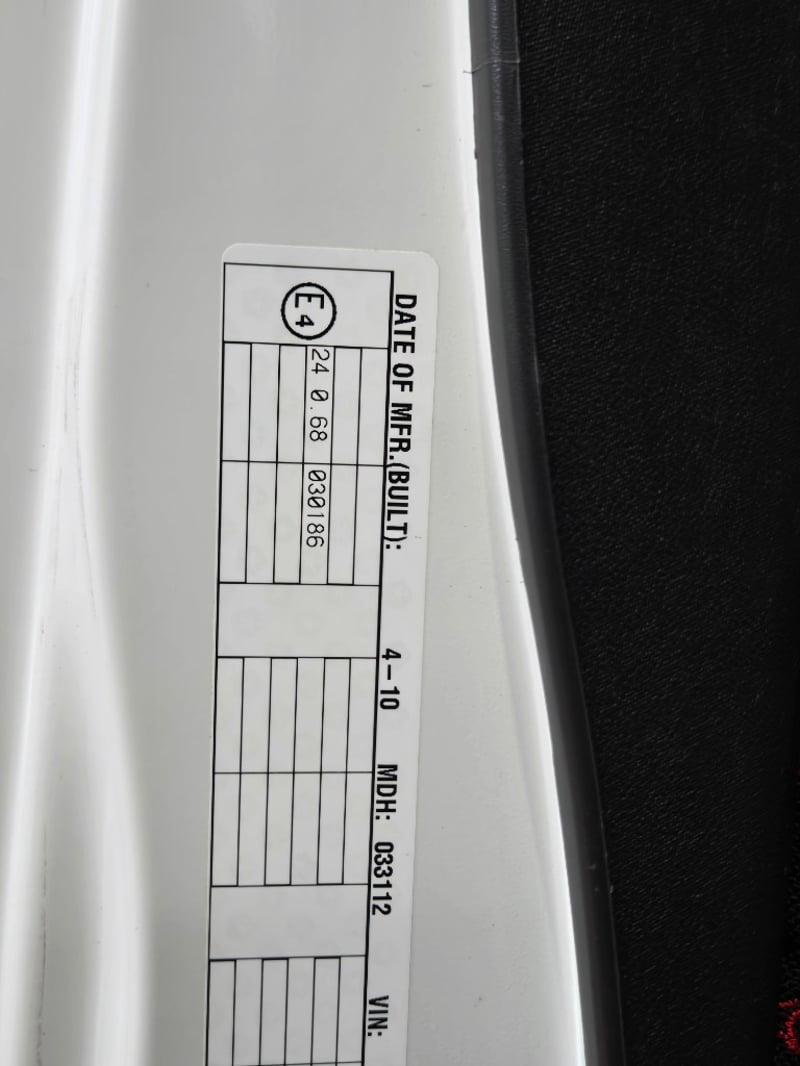 DATE OF MFR.(BUILT): 4-10 MDH: 033112 VIN:
E4
24 0.68 030186